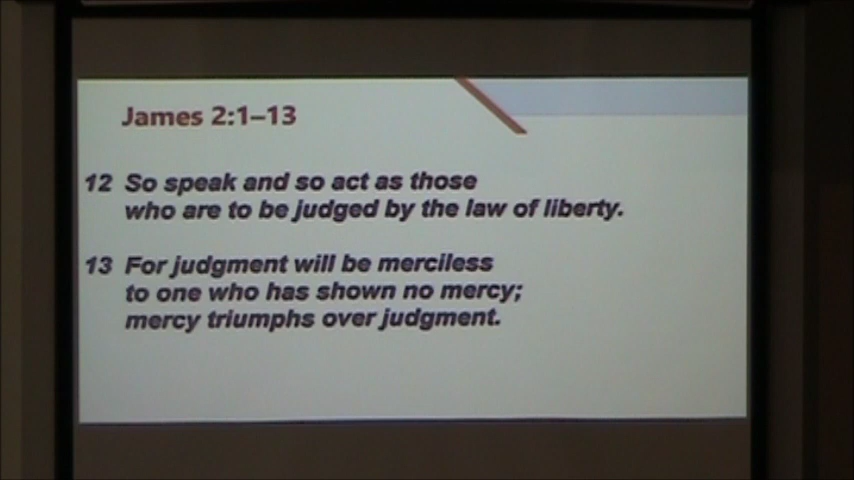 James 2:1–13
12 So speak and so act as those
who are to be judged by the law of liberty.
13 For judgment will be merciless
to one who has shown no mercy;
mercy triumphs over judgment.